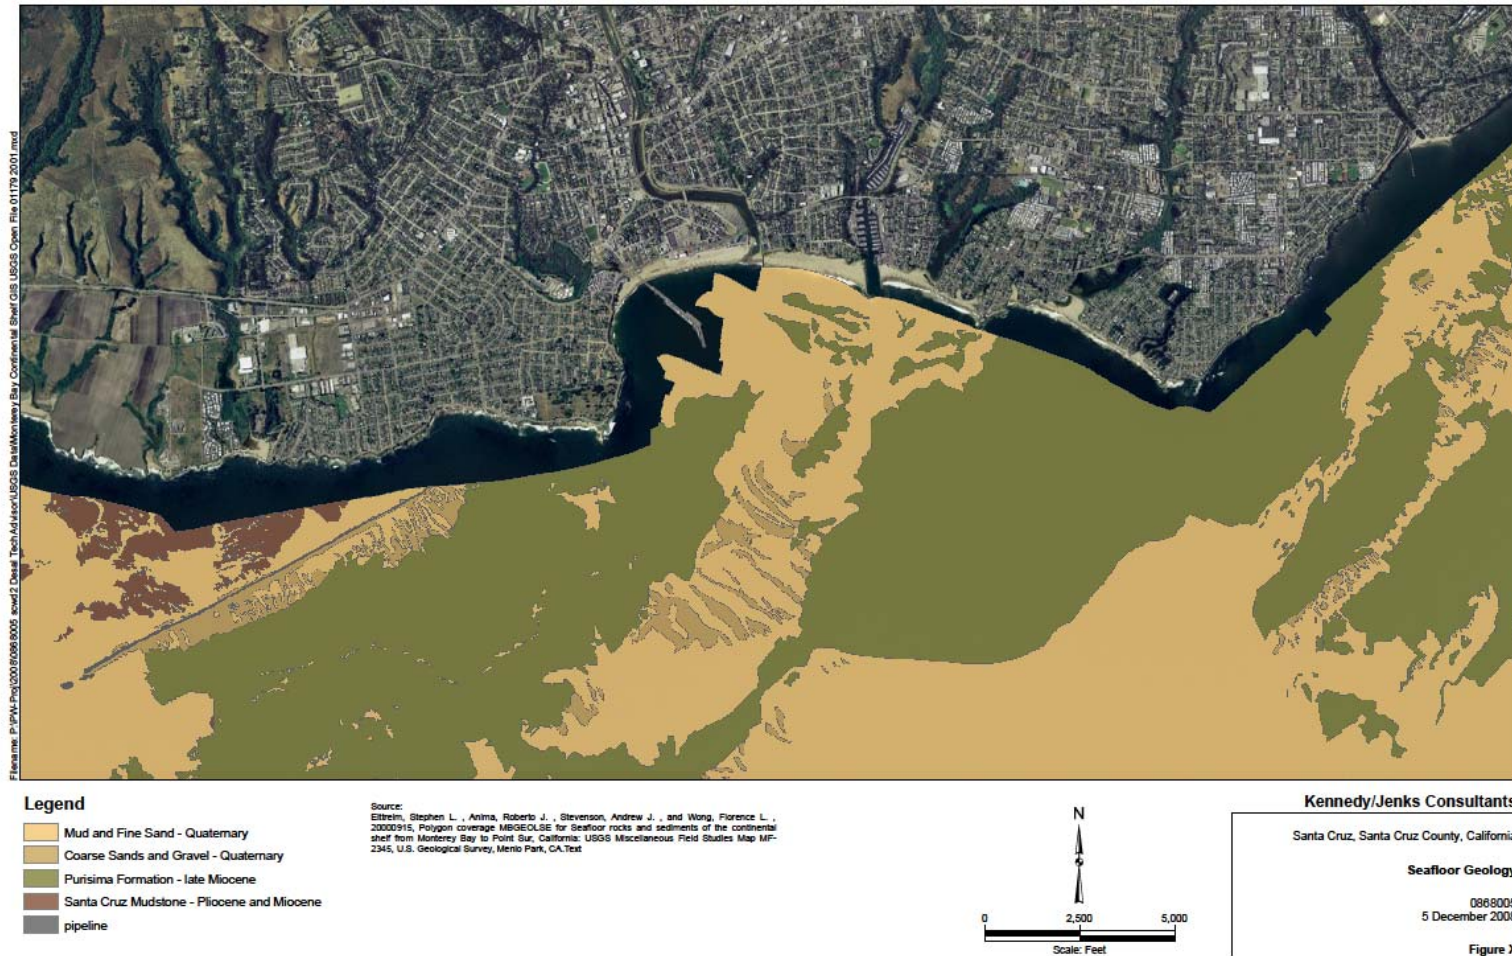 Filename: P:\PW-Proj\2008\0868005 scwd2 Desal Tech Advisor\USGS Data\Monterey Bay Continental Shelf GIS USGS Open File 01179 2001.mxd
Legend
Mud and Fine Sand - Quaternary
Coarse Sands and Gravel - Quaternary
Purisima Formation - late Miocene
Santa Cruz Mudstone - Pliocene and Miocene
pipeline
Source:
Eittreim, Stephen L. , Anima, Roberto J. , Stevenson, Andrew J. , and Wong, Florence L. ,
20000915, Polygon coverage MBGEOLSE for Seafloor rocks and sediments of the continental
shelf from Monterey Bay to Point Sur, California: USGS Miscellaneous Field Studies Map MF-
2345, U.S. Geological Survey, Menlo Park, CA.Text
N
0 2,500 5,000
Scale: Feet
Kennedy/Jenks Consultants
Santa Cruz, Santa Cruz County, California
Seafloor Geology
0868005
5 December 2008
Figure X